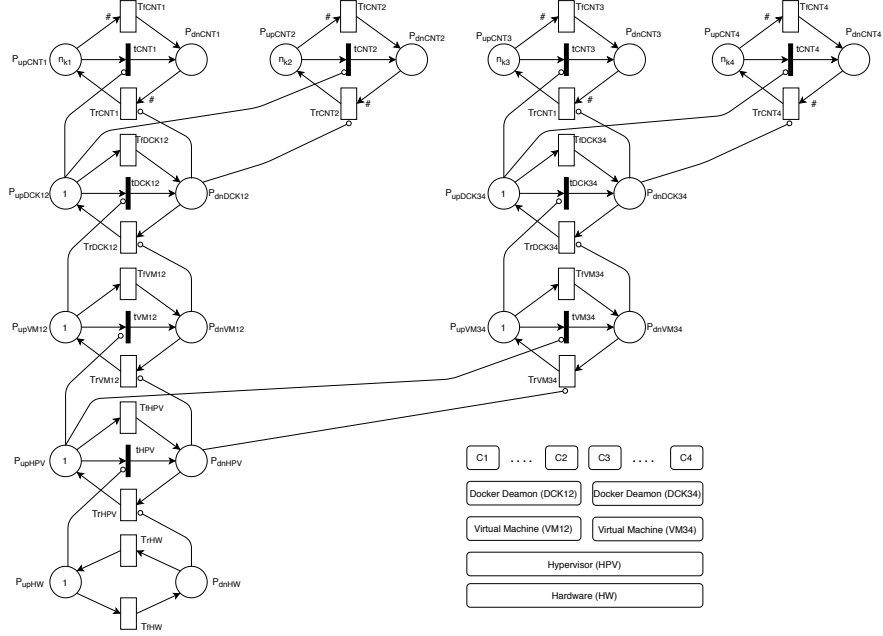 TfCNT1 TfCNT2 TfCNT3 TfCNT4
# # # #
PupCNT1 PdnCNT1 PupCNT2 PdnCNT2 PupCNT3 PdnCNT3 PupCNT4 PdnCNT4
tCNT1 tCNT2 tCNT3 tCNT4
nk1 nk2 nk3 nk4
# # # #
TrCNT1 TrCNT2 TrCNT1 TrCNT4
TfDCK12 TfDCK34
PupDCK12 1 tDCK12 PdnDCK12 PupDCK34 1 tDCK34 PdnDCK34
TrDCK12 TrDCK34
TfVM12 TfVM34
PupVM12 1 tVM12 PdnVM12 PupVM34 1 tVM34 PdnVM34
TrVM12 TrVM34
TfHPV
PupHPV 1 tHPV PdnHPV
TrHPV
TrHW
PupHW 1 PdnHW
TfHW
C1 .... C2 C3 .... C4
Docker Deamon (DCK12) Docker Deamon (DCK34)
Virtual Machine (VM12) Virtual Machine (VM34)
Hypervisor (HPV)
Hardware (HW)